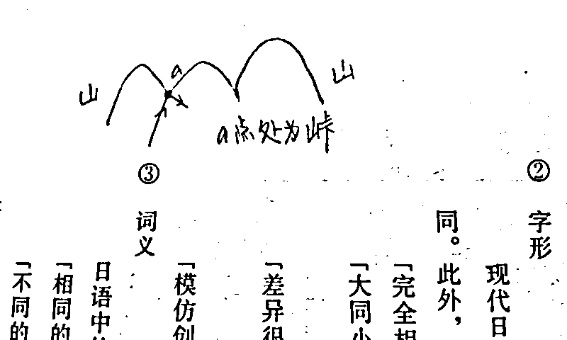 山
a
山
a点处为峠
② 字形
现代日
同。此外，
「完全相
「大同小
「差异很
「模仿创
③ 词义
日语中的
「相同的
「不同的